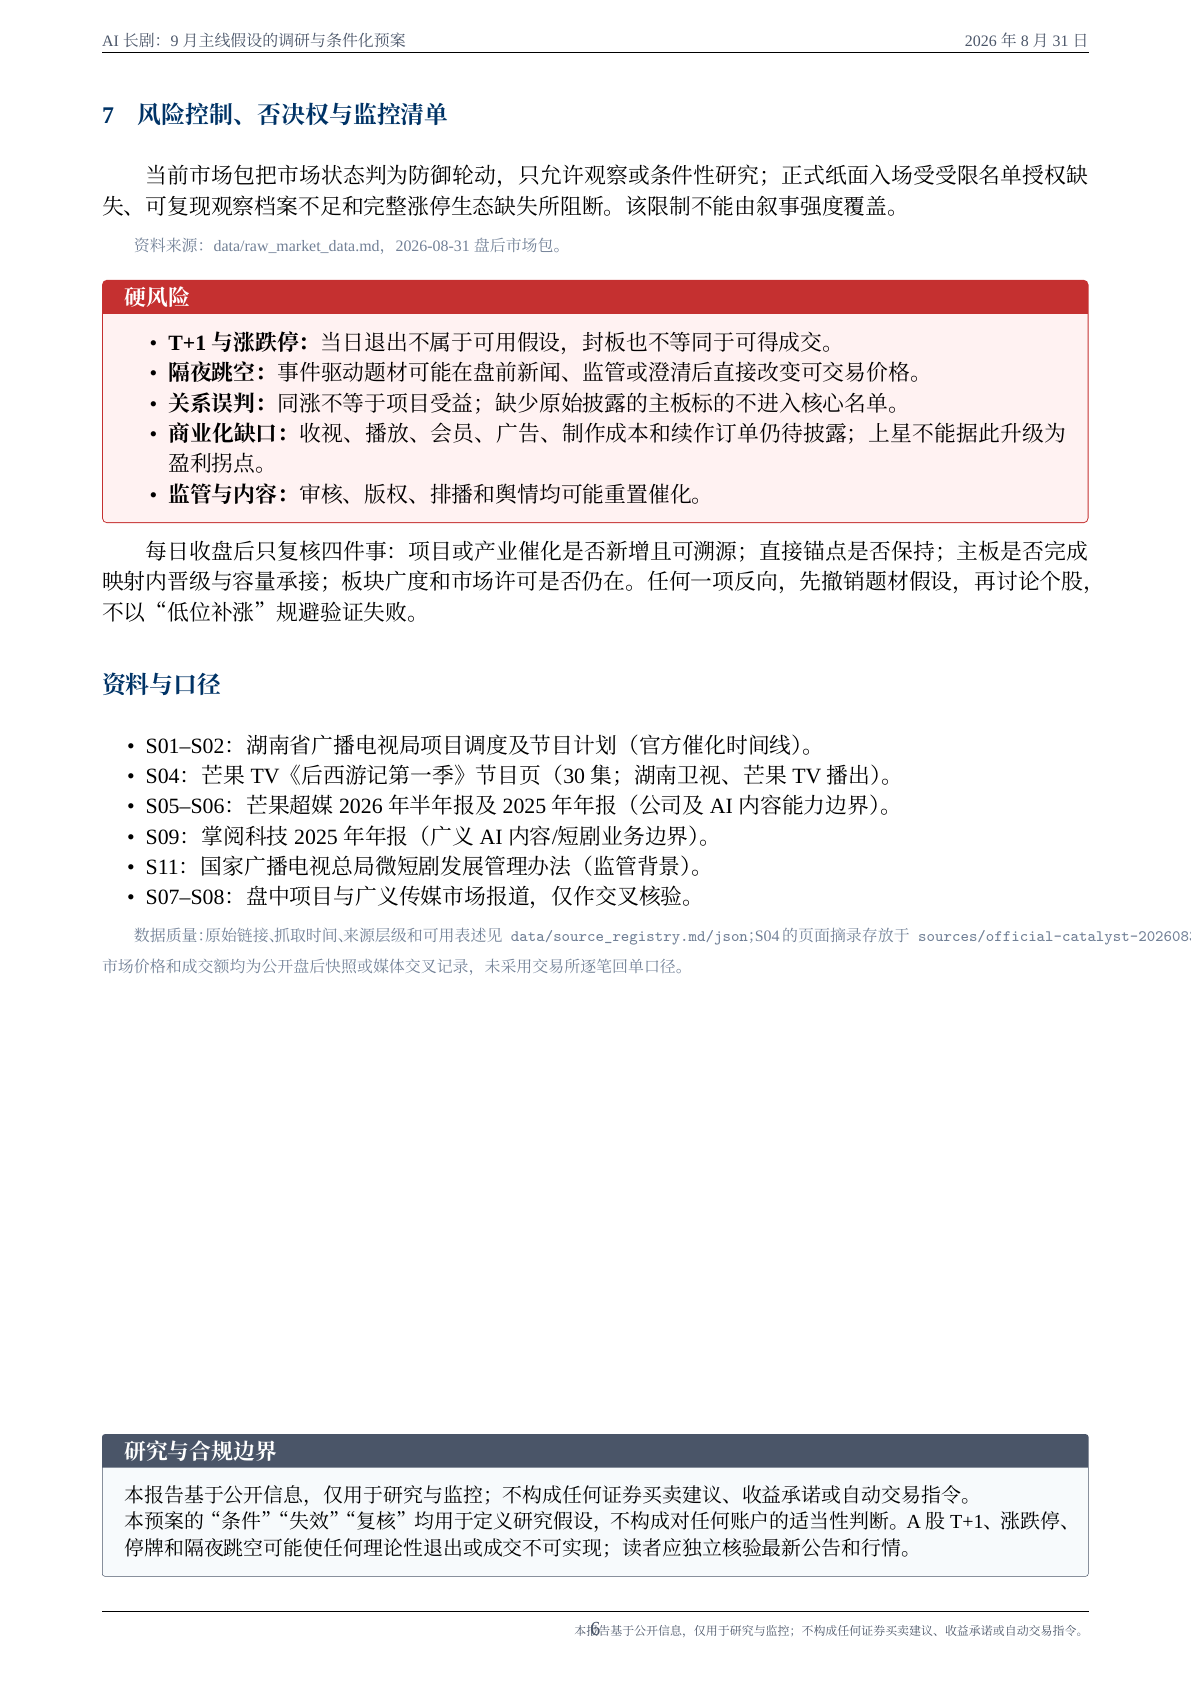 AI 长剧：9 月主线假设的调研与条件化预案
2026 年 8 月 31 日
7 风险控制、否决权与监控清单
当前市场包把市场状态判为防御轮动，只允许观察或条件性研究；正式纸面入场受受限名单授权缺
失、可复现观察档案不足和完整涨停生态缺失所阻断。该限制不能由叙事强度覆盖。
资料来源：data/raw_market_data.md，2026-08-31 盘后市场包。
硬风险
• T+1 与涨跌停：当日退出不属于可用假设，封板也不等同于可得成交。
• 隔夜跳空：事件驱动题材可能在盘前新闻、监管或澄清后直接改变可交易价格。
• 关系误判：同涨不等于项目受益；缺少原始披露的主板标的不进入核心名单。
• 商业化缺口：收视、播放、会员、广告、制作成本和续作订单仍待披露；上星不能据此升级为
盈利拐点。
• 监管与内容：审核、版权、排播和舆情均可能重置催化。
每日收盘后只复核四件事：项目或产业催化是否新增且可溯源；直接锚点是否保持；主板是否完成
映射内晋级与容量承接；板块广度和市场许可是否仍在。任何一项反向，先撤销题材假设，再讨论个股，
不以“低位补涨”规避验证失败。
资料与口径
• S01–S02：湖南省广播电视局项目调度及节目计划（官方催化时间线）。
• S04：芒果 TV《后西游记第一季》节目页（30 集；湖南卫视、芒果 TV 播出）。
• S05–S06：芒果超媒 2026 年半年报及 2025 年年报（公司及 AI 内容能力边界）。
• S09：掌阅科技 2025 年年报（广义 AI 内容/短剧业务边界）。
• S11：国家广播电视总局微短剧发展管理办法（监管背景）。
• S07–S08：盘中项目与广义传媒市场报道，仅作交叉核验。
数据质量：原始链接、抓取时间、来源层级和可用表述见 data/source_registry.md/json；S04 的页面摘录存放于 sources/official-catalyst-202608
市场价格和成交额均为公开盘后快照或媒体交叉记录，未采用交易所逐笔回单口径。
研究与合规边界
本报告基于公开信息，仅用于研究与监控；不构成任何证券买卖建议、收益承诺或自动交易指令。
本预案的“条件”“失效”“复核”均用于定义研究假设，不构成对任何账户的适当性判断。A 股 T+1、涨跌停、
停牌和隔夜跳空可能使任何理论性退出或成交不可实现；读者应独立核验最新公告和行情。
6
本报告基于公开信息，仅用于研究与监控；不构成任何证券买卖建议、收益承诺或自动交易指令。